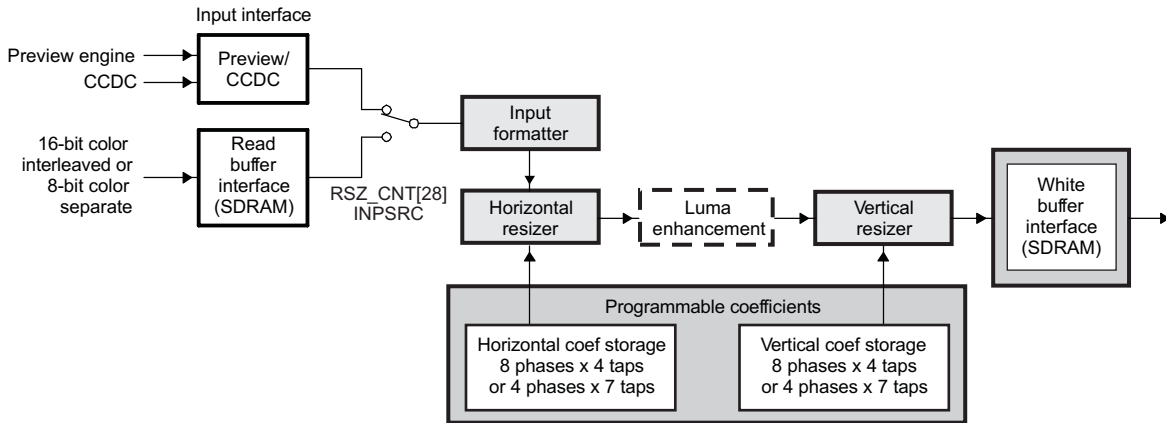 Input interface
Preview engine
CCDC
Preview/
CCDC
16-bit color
interleaved or
8-bit color
separate
Read
buffer
interface
(SDRAM)
RSZ_CNT[28]
INPSRC
Input
formatter
Horizontal
resizer
Luma
enhancement
Vertical
resizer
White
buffer
interface
(SDRAM)
Programmable coefficients
Horizontal coef storage
8 phases x 4 taps
or 4 phases x 7 taps
Vertical coef storage
8 phases x 4 taps
or 4 phases x 7 taps